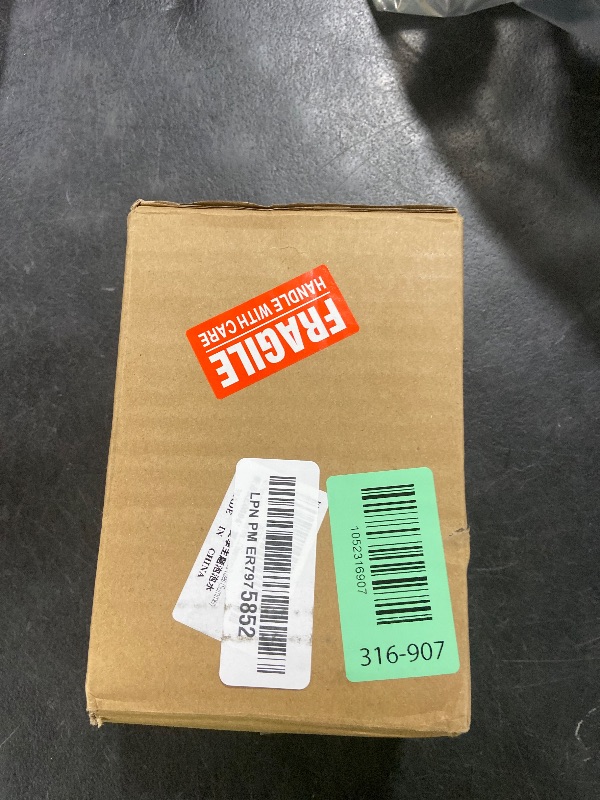 FRAGILE
HANDLE WITH CARE
LPN PM ER7975852
IN
CHINA
1052316907
316-907